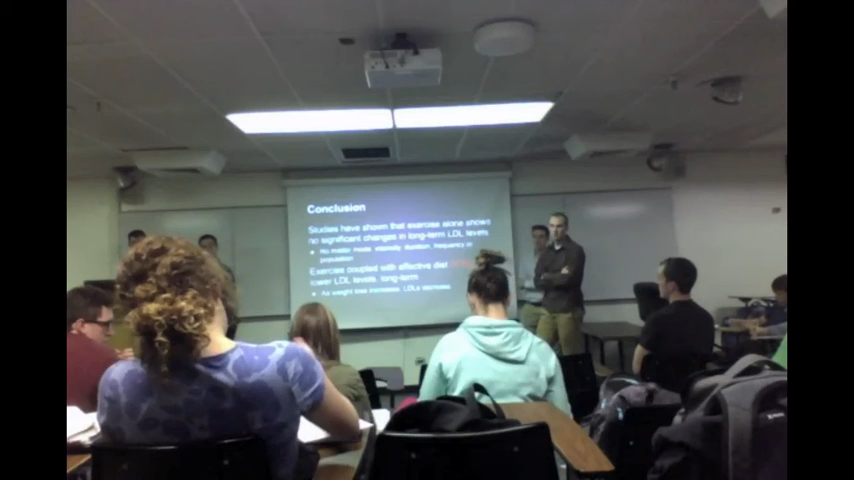 Conclusion
Studies have shown that exercise alone shows
no significant changes in long-term LDL levels
● No matter mode, intensity, duration, frequency or
population
Exercise coupled with effective diet
lower LDL levels, long-term
● As weight loss increases, LDLs decrease